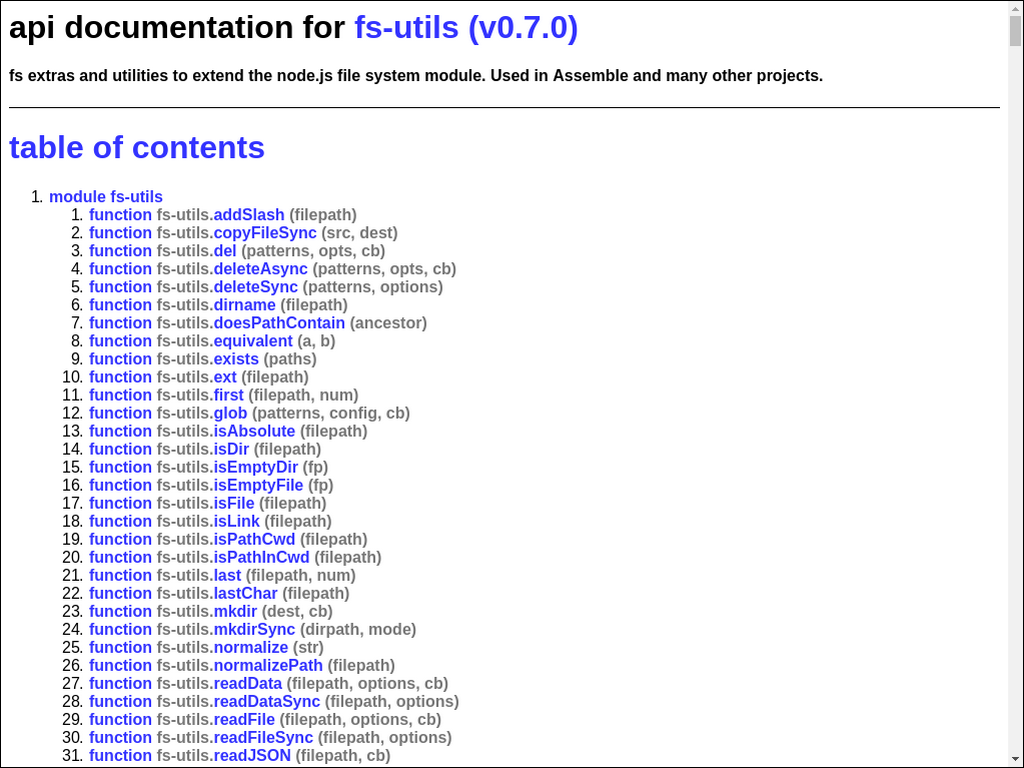 api documentation for fs-utils (v0.7.0)
fs extras and utilities to extend the node.js file system module. Used in Assemble and many other projects.
table of contents
1. module fs-utils
1. function fs-utils.addSlash (filepath)
2. function fs-utils.copyFileSync (src, dest)
3. function fs-utils.del (patterns, opts, cb)
4. function fs-utils.deleteAsync (patterns, opts, cb)
5. function fs-utils.deleteSync (patterns, options)
6. function fs-utils.dirname (filepath)
7. function fs-utils.doesPathContain (ancestor)
8. function fs-utils.equivalent (a, b)
9. function fs-utils.exists (paths)
10. function fs-utils.ext (filepath)
11. function fs-utils.first (filepath, num)
12. function fs-utils.glob (patterns, config, cb)
13. function fs-utils.isAbsolute (filepath)
14. function fs-utils.isDir (filepath)
15. function fs-utils.isEmptyDir (fp)
16. function fs-utils.isEmptyFile (fp)
17. function fs-utils.isFile (filepath)
18. function fs-utils.isLink (filepath)
19. function fs-utils.isPathCwd (filepath)
20. function fs-utils.isPathInCwd (filepath)
21. function fs-utils.last (filepath, num)
22. function fs-utils.lastChar (filepath)
23. function fs-utils.mkdir (dest, cb)
24. function fs-utils.mkdirSync (dirpath, mode)
25. function fs-utils.normalize (str)
26. function fs-utils.normalizePath (filepath)
27. function fs-utils.readData (filepath, options, cb)
28. function fs-utils.readDataSync (filepath, options)
29. function fs-utils.readFile (filepath, options, cb)
30. function fs-utils.readFileSync (filepath, options)
31. function fs-utils.readJSON (filepath, cb)